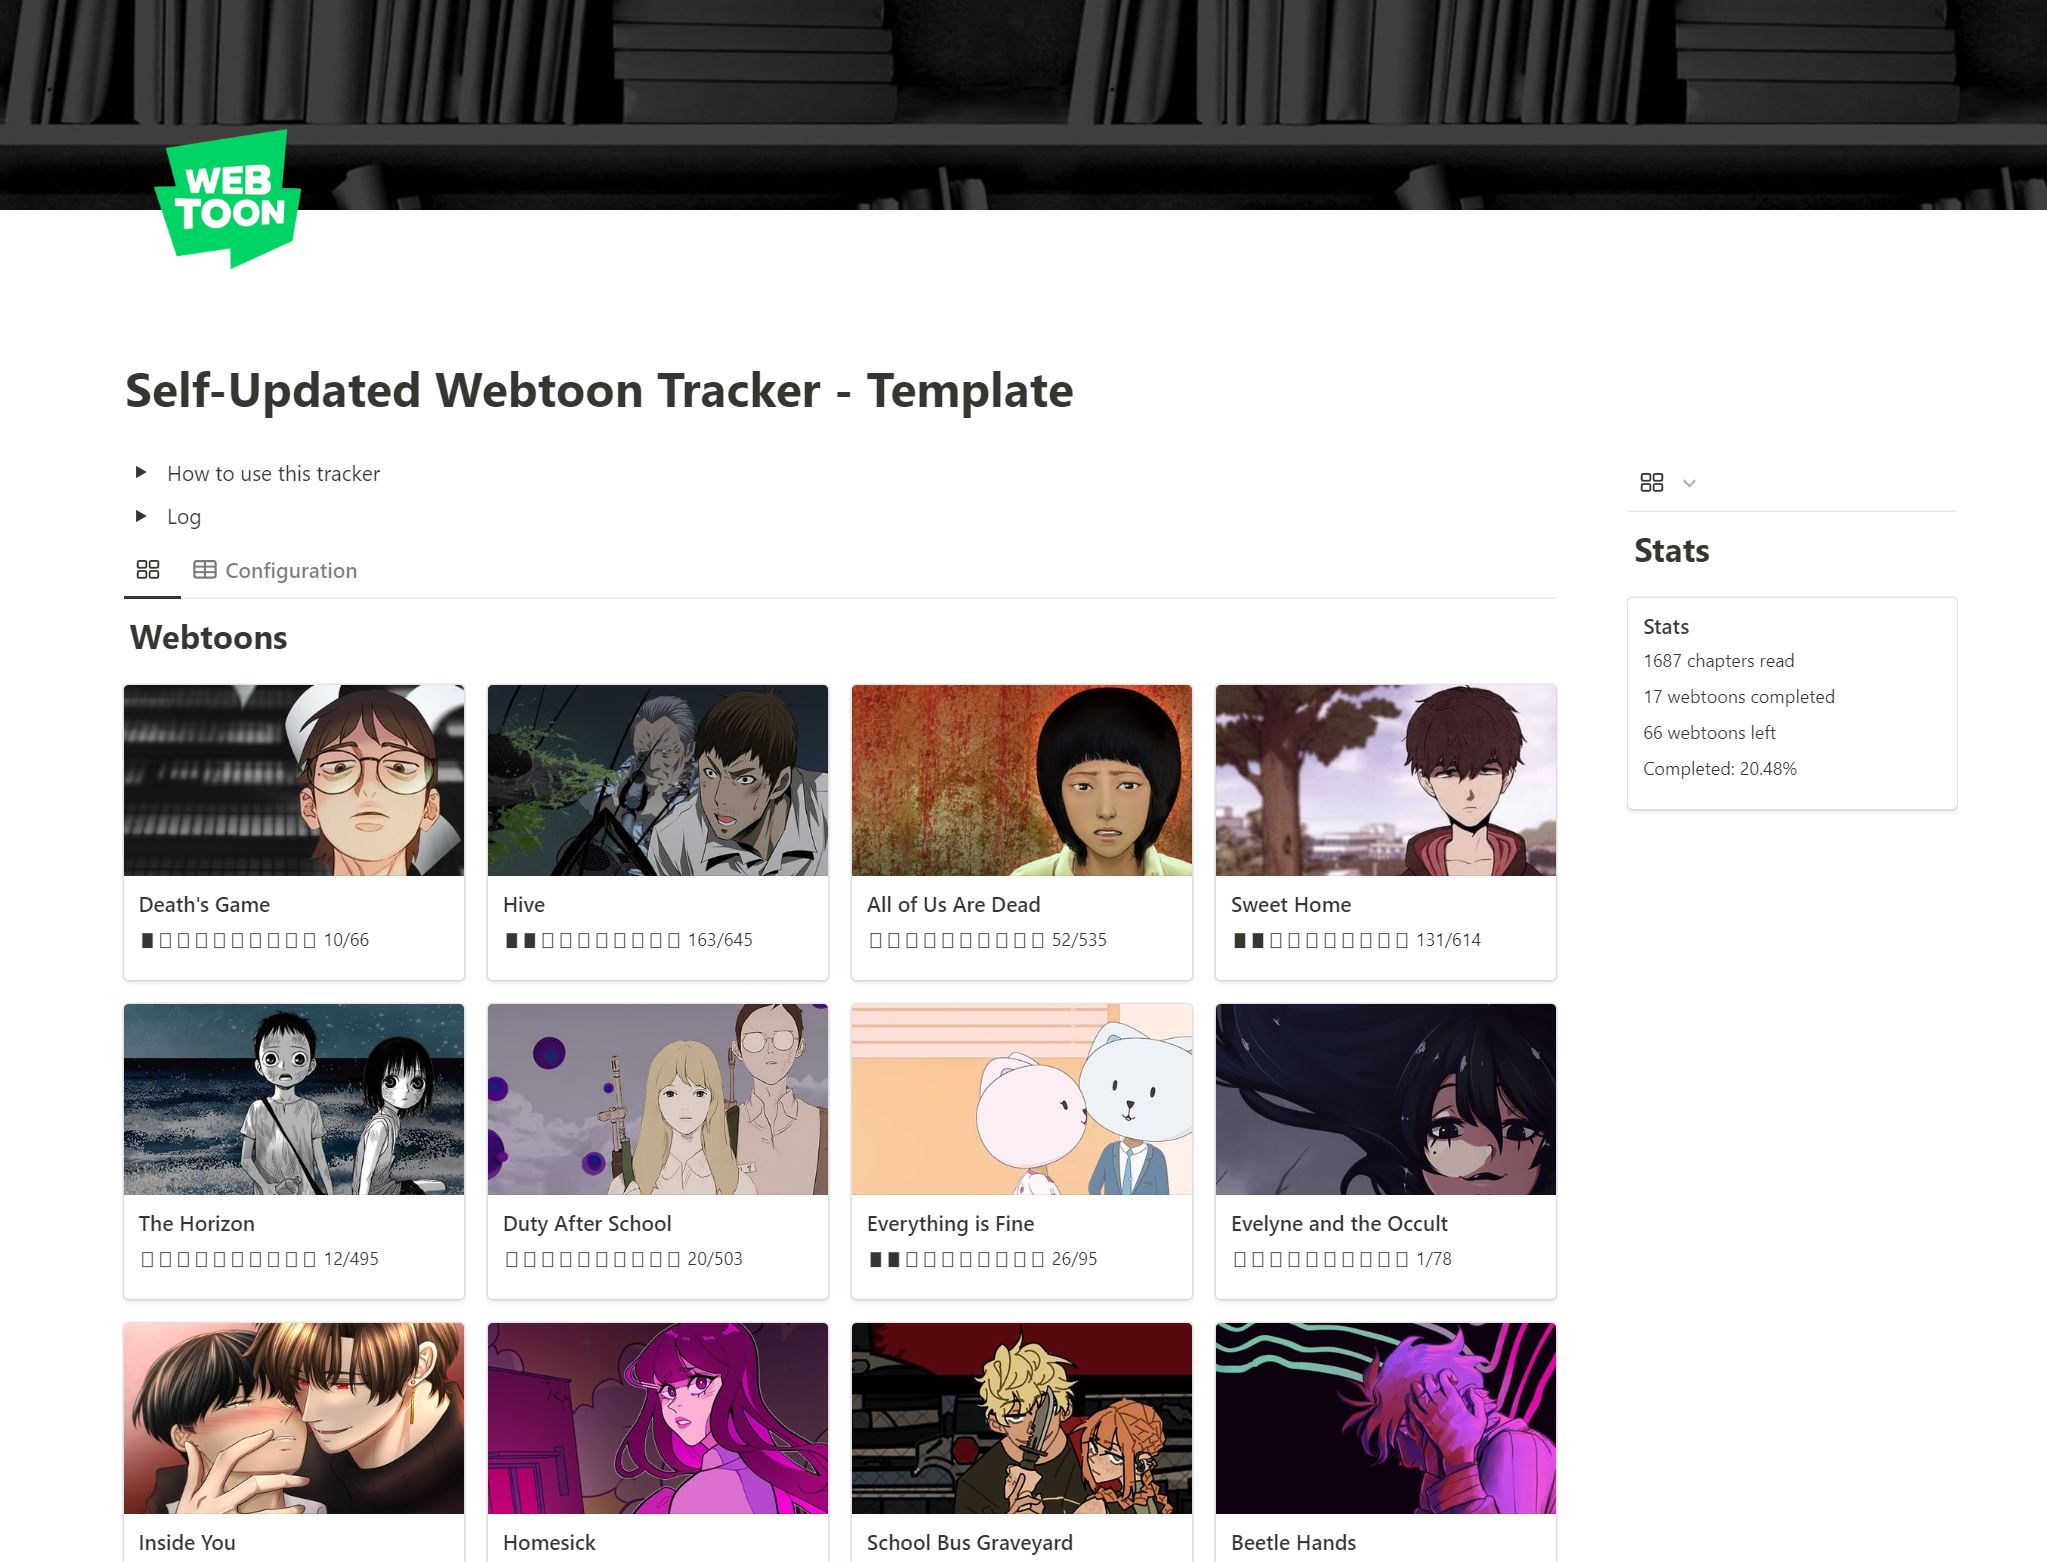 WEB
TOON
Self-Updated Webtoon Tracker - Template
How to use this tracker
Log
Configuration
Webtoons
Death's Game
10/66
Hive
163/645
All of Us Are Dead
52/535
Sweet Home
131/614
The Horizon
12/495
Duty After School
20/503
Everything is Fine
26/95
Evelyne and the Occult
1/78
Inside You
Homesick
School Bus Graveyard
Beetle Hands
Stats
Stats
1687 chapters read
17 webtoons completed
66 webtoons left
Completed: 20.48%